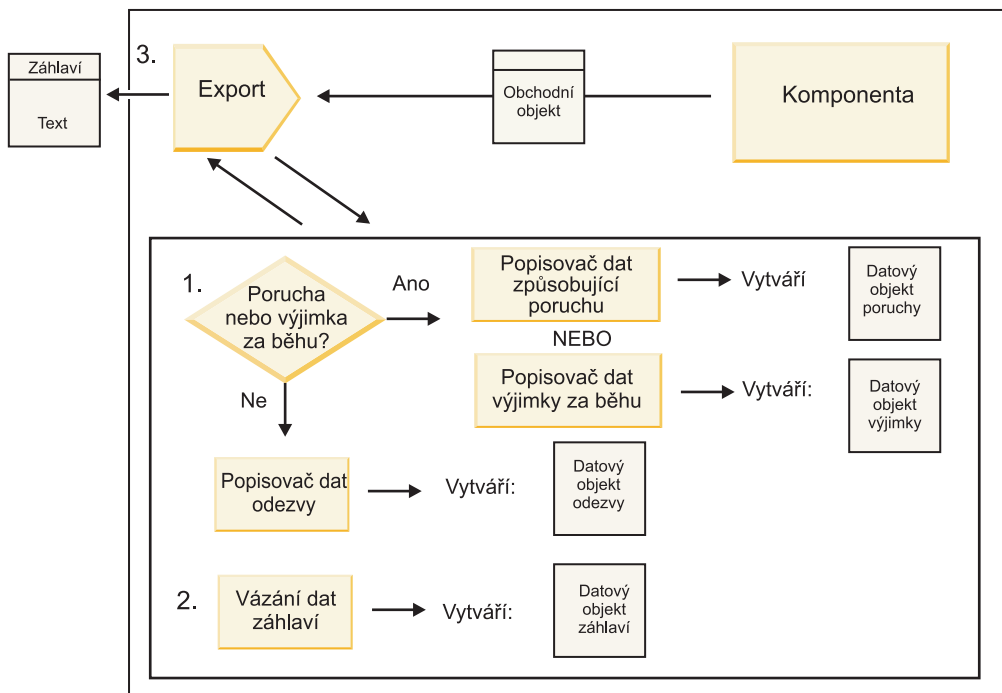 3.
Záhlaví
Text
Export
Obchodní
objekt
Komponenta
1.
Porucha
nebo výjimka
za běhu?
Ano
Popisovač dat
způsobující
poruchu
Vytváří
Datový
objekt
poruchy
NEBO
Popisovač dat
výjimky za běhu
Vytváří:
Datový
objekt
výjimky
Ne
Popisovač dat
odezvy
Vytváří:
Datový
objekt
odezvy
2.
Vázání dat
záhlaví
Vytváří:
Datový
objekt
záhlaví